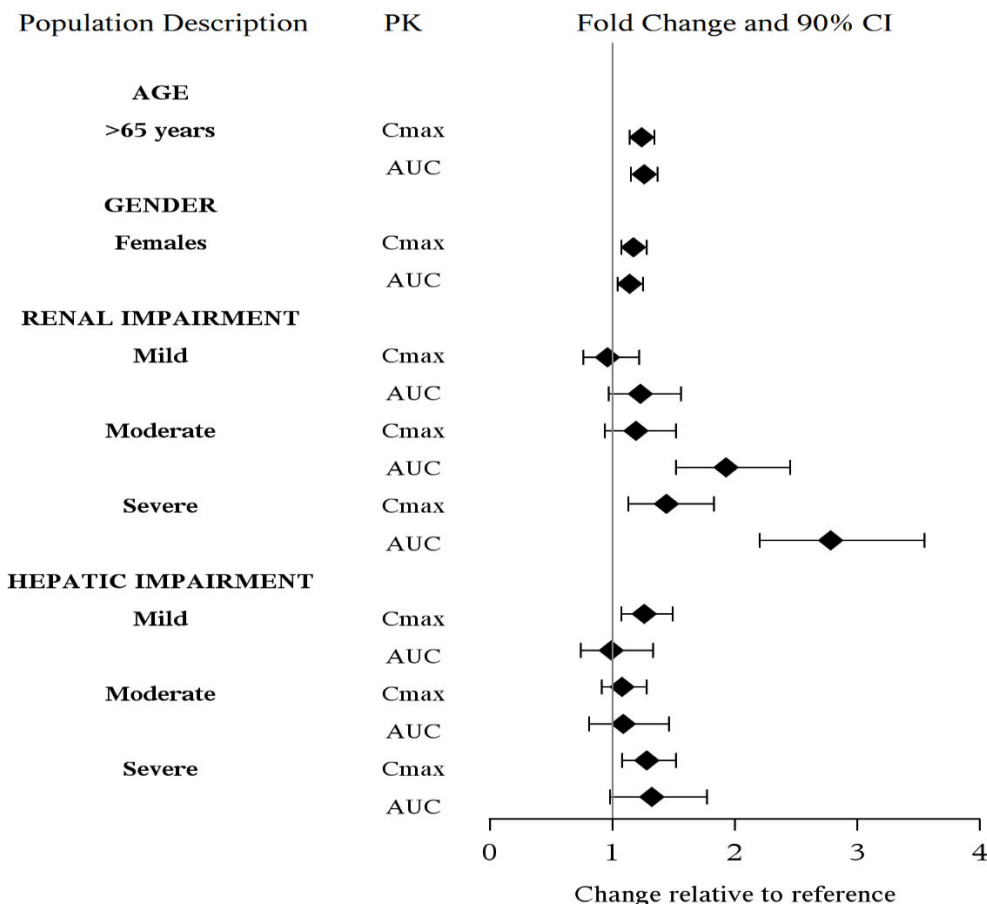 Population Description PK Fold Change and 90% CI
AGE
>65 years Cmax
AUC
GENDER
Females Cmax
AUC
RENAL IMPAIRMENT
Mild Cmax
AUC
Moderate Cmax
AUC
Severe Cmax
AUC
HEPATIC IMPAIRMENT
Mild Cmax
AUC
Moderate Cmax
AUC
Severe Cmax
AUC
0 1 2 3 4
Change relative to reference